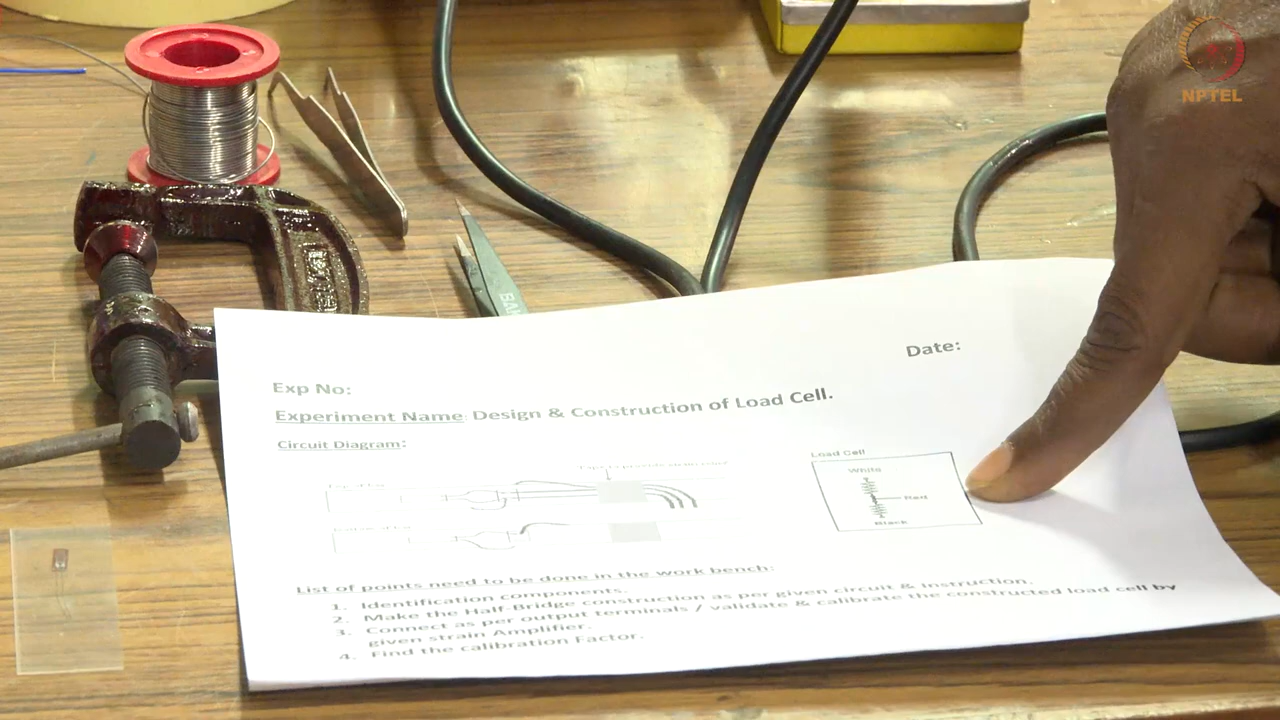 NPTEL
Date:
Exp No:
Experiment Name: Design & Construction of Load Cell.
Circuit Diagram:
Load Cell
White
Red
Black
List of points need to be done in the work bench:
1. Identification components.
2. Make the Half-Bridge construction as per given circuit & instruction.
3. Connect as per output terminals / validate & calibrate the constructed load cell by
given strain Amplifier.
4. Find the calibration Factor.